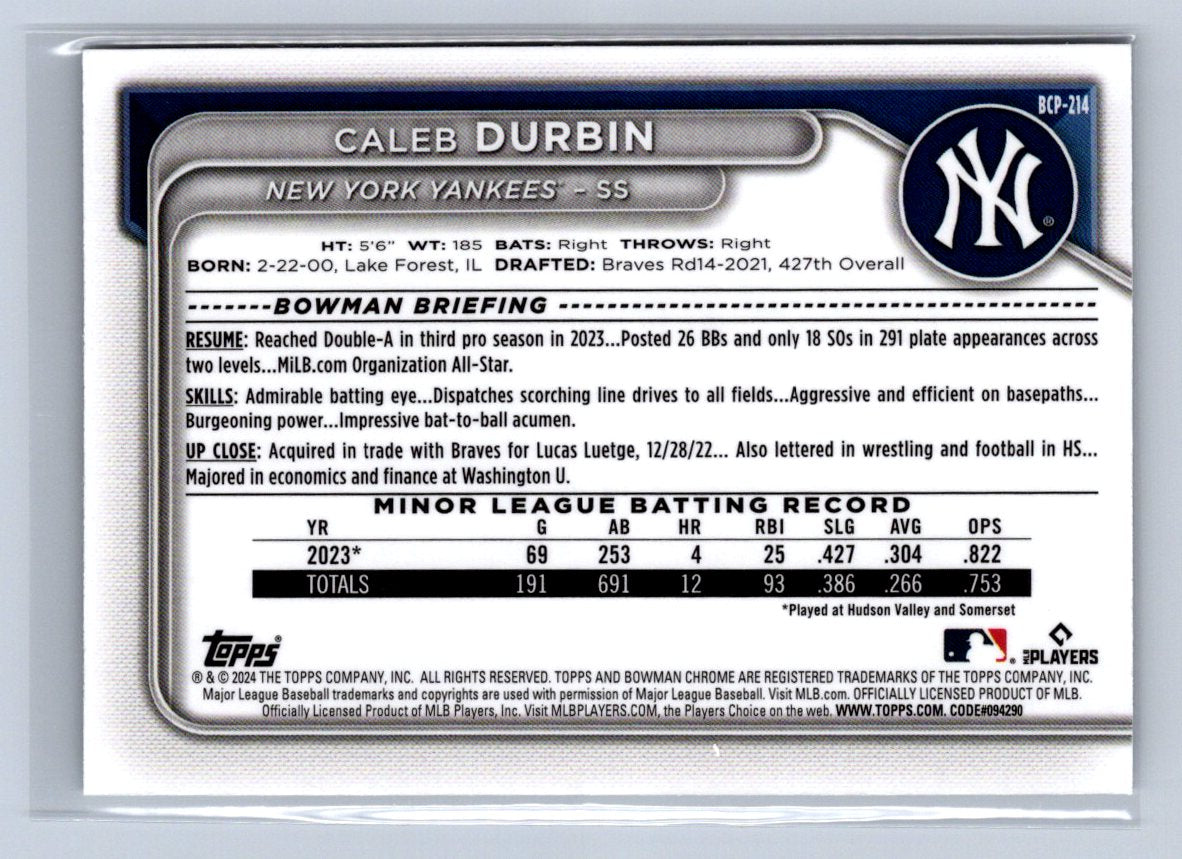 BCP-214
CALEB DURBIN
NEW YORK YANKEES - SS
NY ®
HT: 5'6" WT: 185 BATS: Right THROWS: Right
BORN: 2-22-00, Lake Forest, IL DRAFTED: Braves Rd14-2021, 427th Overall
-------BOWMAN BRIEFING ----------------------------------------------
RESUME: Reached Double-A in third pro season in 2023...Posted 26 BBs and only 18 SOs in 291 plate appearances across
two levels...MiLB.com Organization All-Star.
SKILLS: Admirable batting eye...Dispatches scorching line drives to all fields...Aggressive and efficient on basepaths...
Burgeoning power...Impressive bat-to-ball acumen.
UP CLOSE: Acquired in trade with Braves for Lucas Luetge, 12/28/22... Also lettered in wrestling and football in HS...
Majored in economics and finance at Washington U.
MINOR LEAGUE BATTING RECORD
YR G AB HR RBI SLG AVG OPS
2023* 69 253 4 25 .427 .304 .822
TOTALS 191 691 12 93 .386 .266 .753
*Played at Hudson Valley and Somerset
Topps® ® MLB PLAYERS
® & © 2024 THE TOPPS COMPANY, INC. ALL RIGHTS RESERVED. TOPPS AND BOWMAN CHROME ARE REGISTERED TRADEMARKS OF THE TOPPS COMPANY, INC.
Major League Baseball trademarks and copyrights are used with permission of Major League Baseball. Visit MLB.com. OFFICIALLY LICENSED PRODUCT OF MLB.
Officially Licensed Product of MLB Players, Inc. Visit MLBPLAYERS.COM, the Players Choice on the web. WWW.TOPPS.COM. CODE#094290